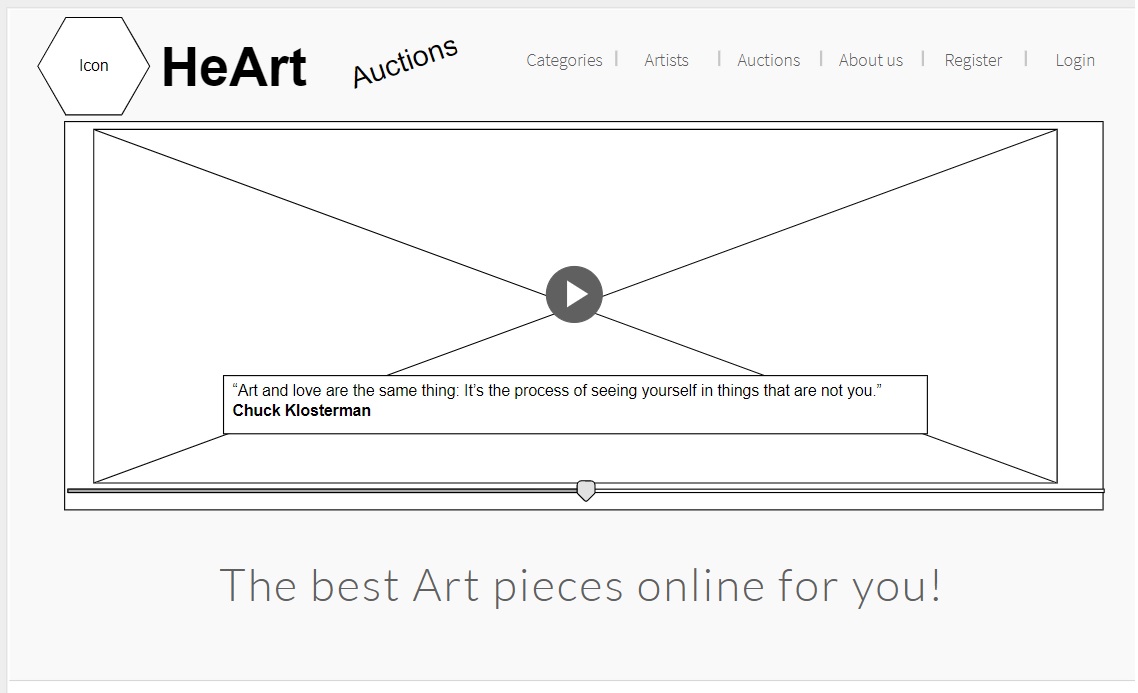 Icon
HeArt
Auctions
Categories | Artists | Auctions | About us | Register | Login
“Art and love are the same thing: It’s the process of seeing yourself in things that are not you.”
Chuck Klosterman
The best Art pieces online for you!